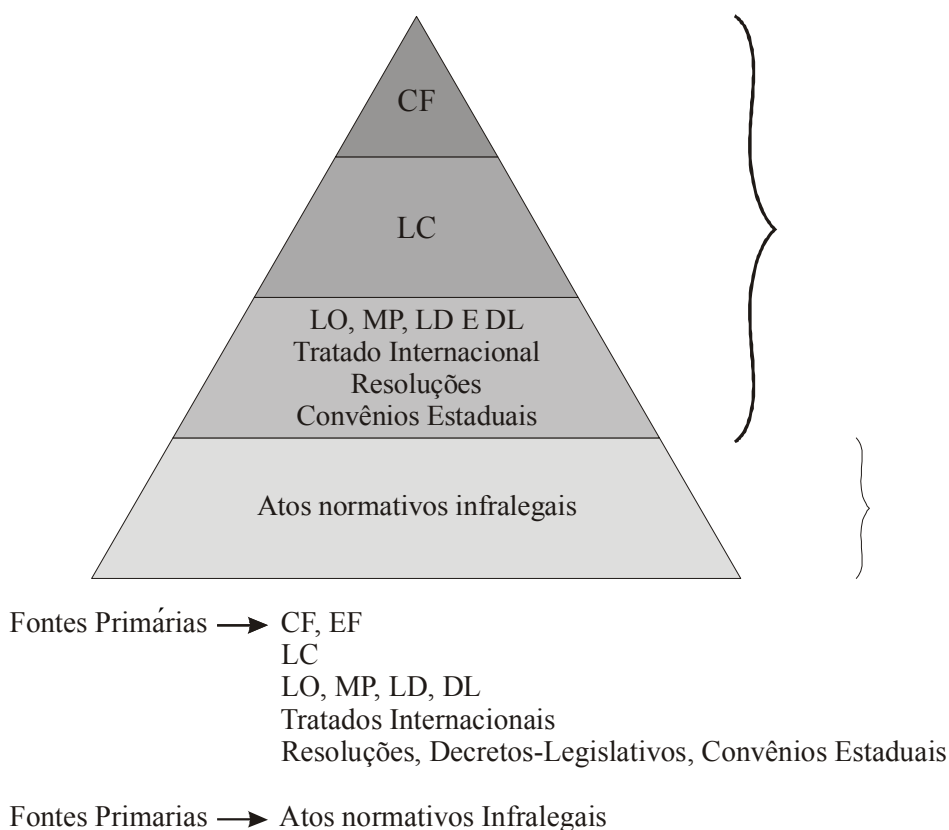 CF
LC
LO, MP, LD E DL
Tratado Internacional
Resoluções
Convênios Estaduais
Atos normativos infralegais
Fontes Primárias → CF, EF
LC
LO, MP, LD, DL
Tratados Internacionais
Resoluções, Decretos-Legislativos, Convênios Estaduais
Fontes Primarias → Atos normativos Infralegais